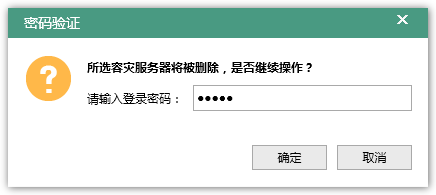 密码验证
所选容灾服务器将被删除，是否继续操作？
请输入登录密码： ●●●●●
确定 取消